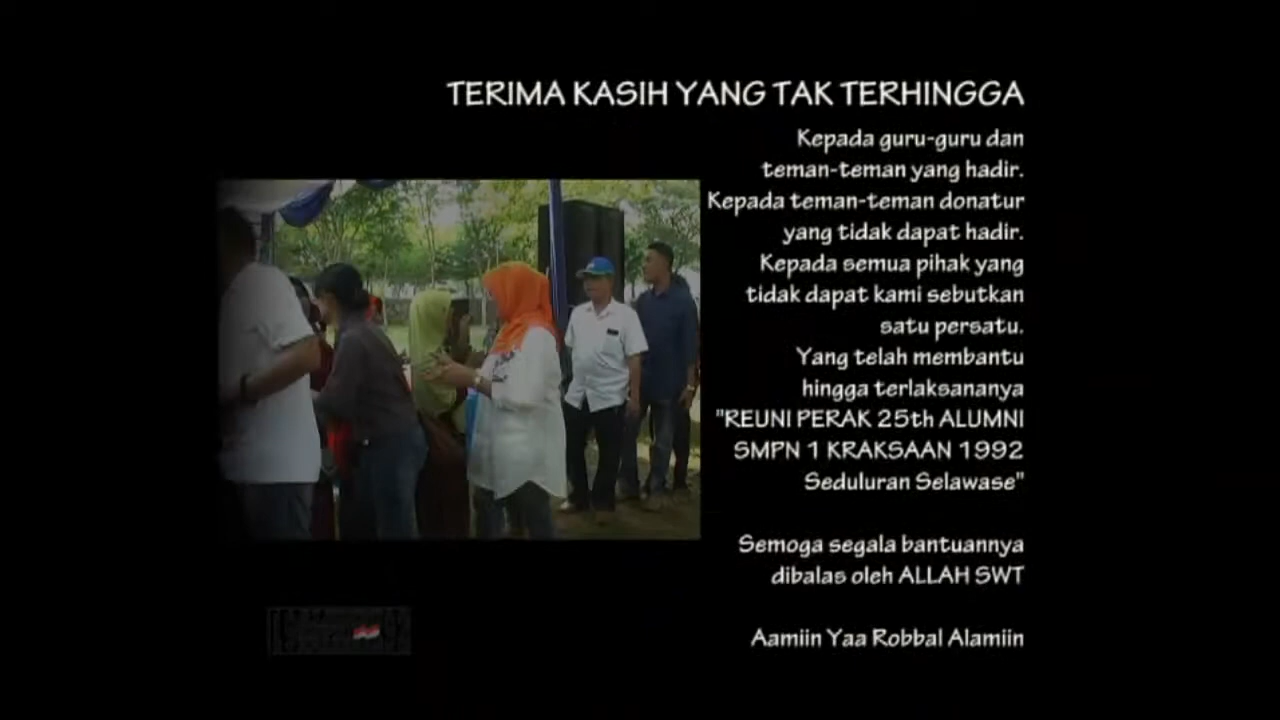 TERIMA KASIH YANG TAK TERHINGGA
Kepada guru-guru dan
teman-teman yang hadir.
Kepada teman-teman donatur
yang tidak dapat hadir.
Kepada semua pihak yang
tidak dapat kami sebutkan
satu persatu.
Yang telah membantu
hingga terlaksananya
"REUNI PERAK 25th ALUMNI
SMPN 1 KRAKSAAN 1992
Seduluran Selawase"
Semoga segala bantuannya
dibalas oleh ALLAH SWT
Aamiin Yaa Robbal Alamiin